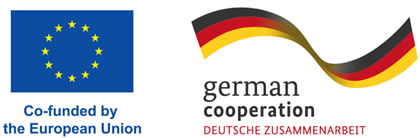 Co-funded by
the European Union
german
cooperation
DEUTSCHE ZUSAMMENARBEIT